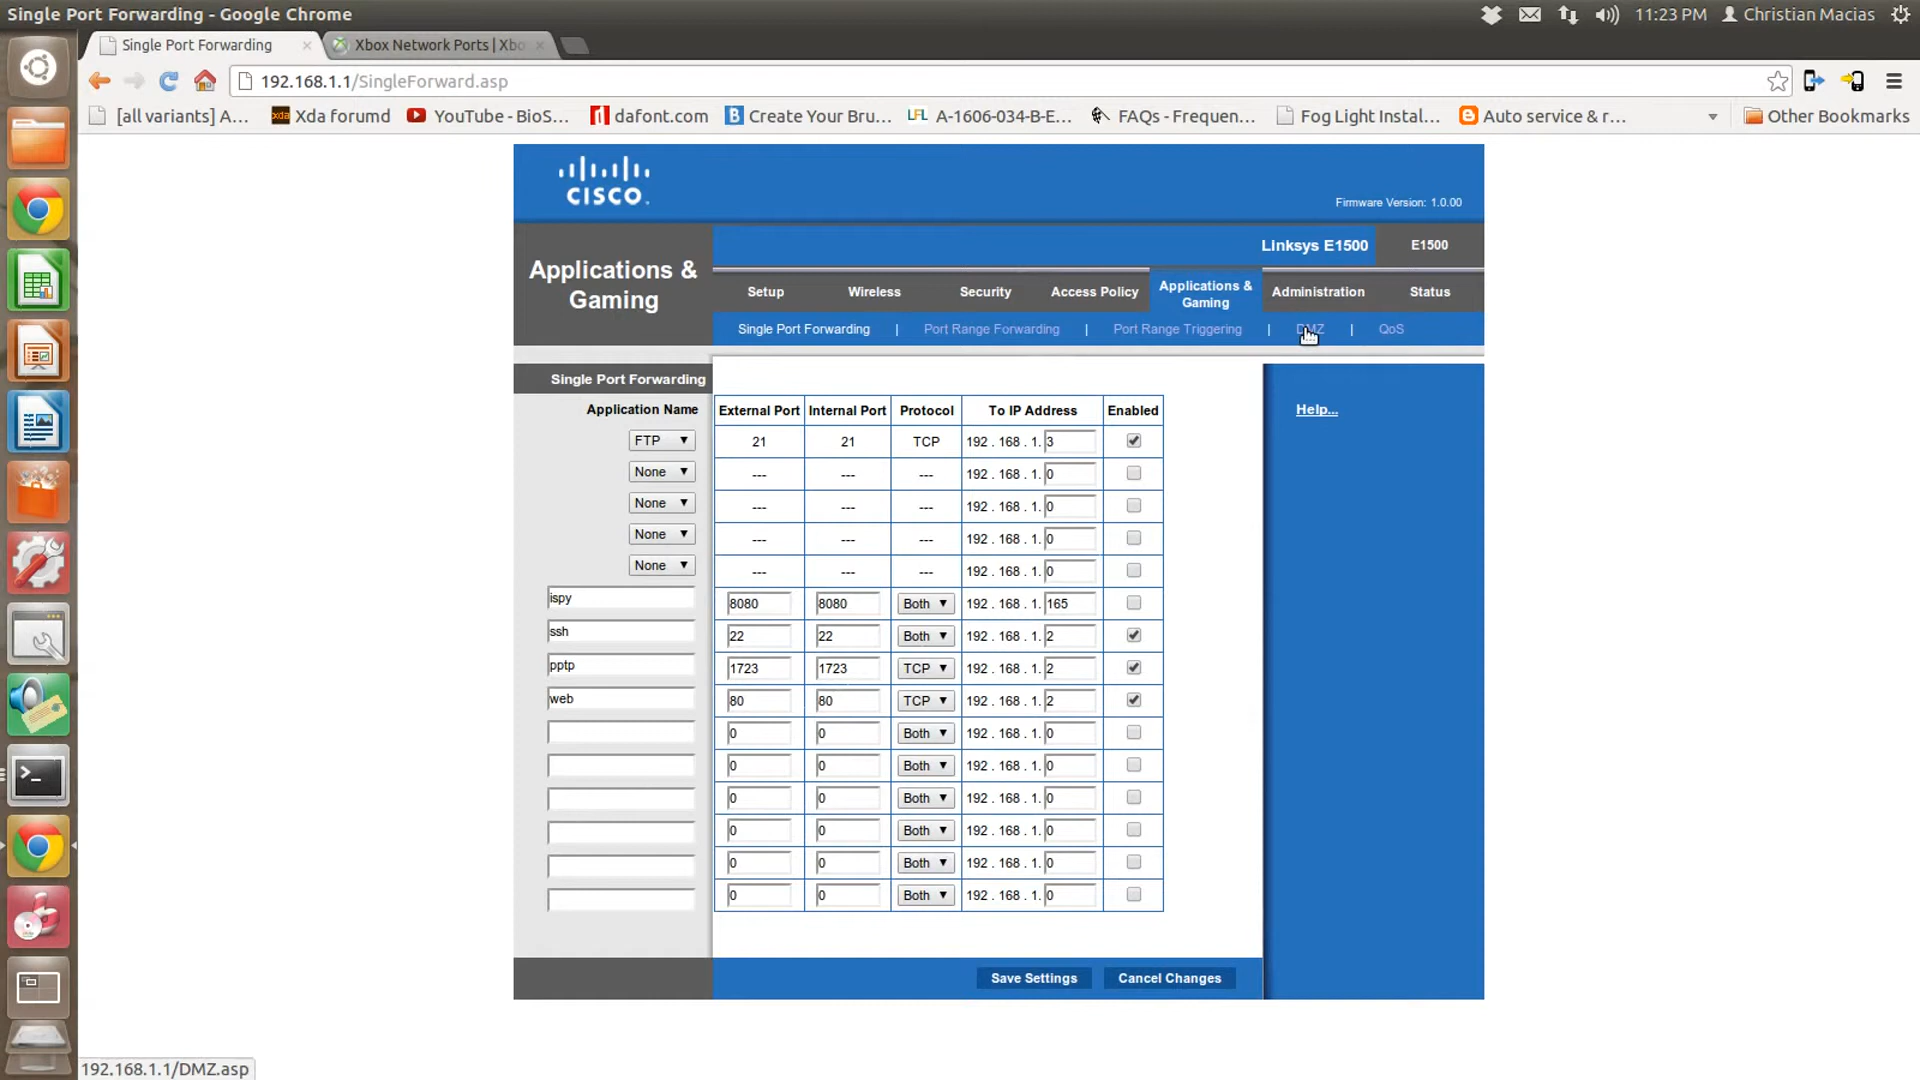 Single Port Forwarding - Google Chrome
11:23 PM Christian Macias
Single Port Forwarding × Xbox Network Ports | Xbo ×
192.168.1.1/SingleForward.asp
[all variants] A... xda Xda forumd YouTube - BioS... dafont.com B Create Your Bru... LFL A-1606-034-B-E... FAQs - Frequen... Fog Light Instal... Auto service & r... Other Bookmarks
CISCO.
Firmware Version: 1.0.00
Linksys E1500 E1500
Applications & Gaming
Setup Wireless Security Access Policy Applications & Gaming Administration Status
Single Port Forwarding | Port Range Forwarding | Port Range Triggering | DMZ | QoS
Single Port Forwarding
Help...
Application Name External Port Internal Port Protocol To IP Address Enabled
FTP 21 21 TCP 192 . 168 . 1. 3
None --- --- --- 192 . 168 . 1. 0
None --- --- --- 192 . 168 . 1. 0
None --- --- --- 192 . 168 . 1. 0
None --- --- --- 192 . 168 . 1. 0
ispy 8080 8080 Both 192 . 168 . 1. 165
ssh 22 22 Both 192 . 168 . 1. 2
pptp 1723 1723 TCP 192 . 168 . 1. 2
web 80 80 TCP 192 . 168 . 1. 2
0 0 Both 192 . 168 . 1. 0
0 0 Both 192 . 168 . 1. 0
0 0 Both 192 . 168 . 1. 0
0 0 Both 192 . 168 . 1. 0
0 0 Both 192 . 168 . 1. 0
0 0 Both 192 . 168 . 1. 0
Save Settings Cancel Changes
192.168.1.1/DMZ.asp